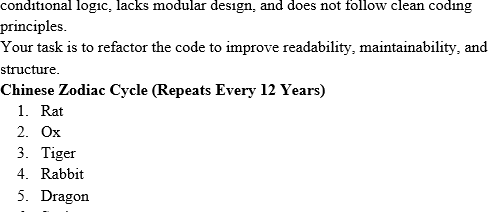 conditional logic, lacks modular design, and does not follow clean coding
principles.
Your task is to refactor the code to improve readability, maintainability, and
structure.
Chinese Zodiac Cycle (Repeats Every 12 Years)
1. Rat
2. Ox
3. Tiger
4. Rabbit
5. Dragon